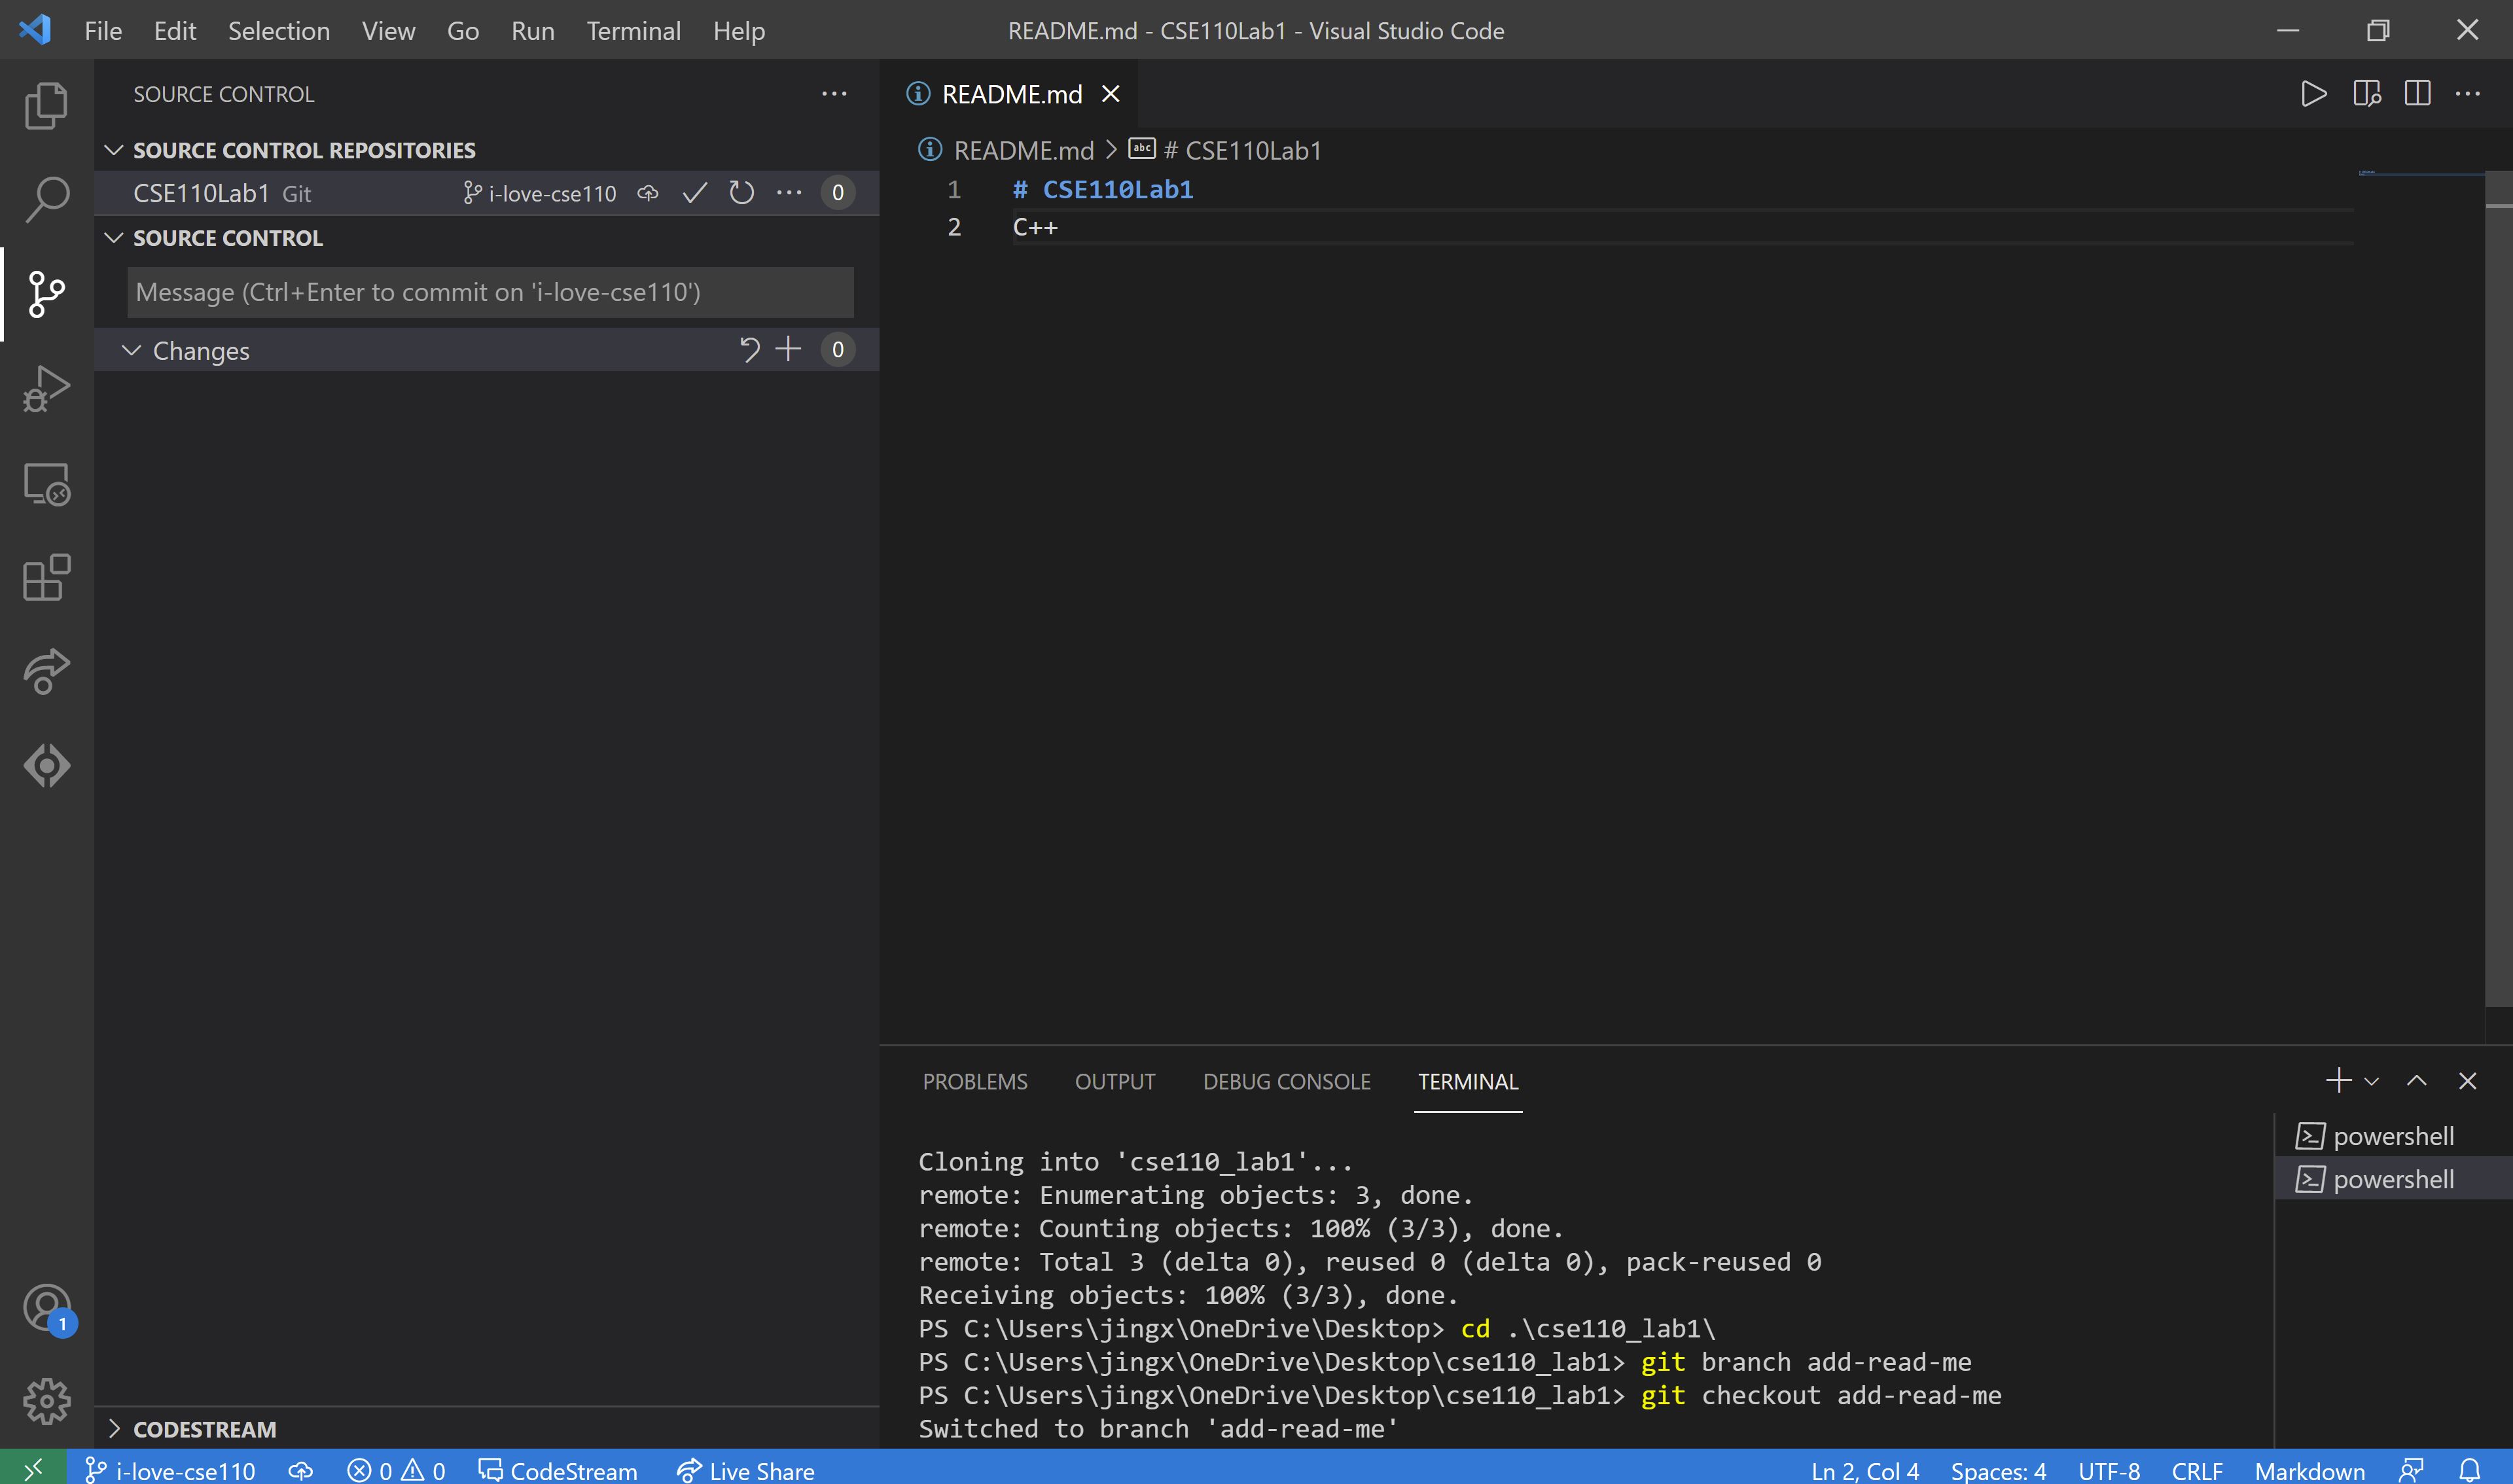 File Edit Selection View Go Run Terminal Help README.md - CSE110Lab1 - Visual Studio Code
SOURCE CONTROL
SOURCE CONTROL REPOSITORIES
CSE110Lab1 Git i-love-cse110 0
SOURCE CONTROL
Message (Ctrl+Enter to commit on 'i-love-cse110')
Changes 0
1
CODESTREAM
README.md
README.md > abc # CSE110Lab1
1 # CSE110Lab1
2 C++
PROBLEMS OUTPUT DEBUG CONSOLE TERMINAL
Cloning into 'cse110_lab1'...
remote: Enumerating objects: 3, done.
remote: Counting objects: 100% (3/3), done.
remote: Total 3 (delta 0), reused 0 (delta 0), pack-reused 0
Receiving objects: 100% (3/3), done.
PS C:\Users\jingx\OneDrive\Desktop> cd .\cse110_lab1\
PS C:\Users\jingx\OneDrive\Desktop\cse110_lab1> git branch add-read-me
PS C:\Users\jingx\OneDrive\Desktop\cse110_lab1> git checkout add-read-me
Switched to branch 'add-read-me'
powershell
powershell
i-love-cse110 0 0 CodeStream Live Share Ln 2, Col 4 Spaces: 4 UTF-8 CRLF Markdown